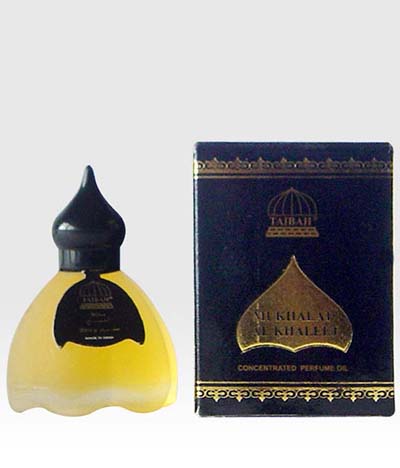 TAIBAH
TAIBAH
MUKHALAT
AL KHALEEJ
CONCENTRATED PERFUME OIL